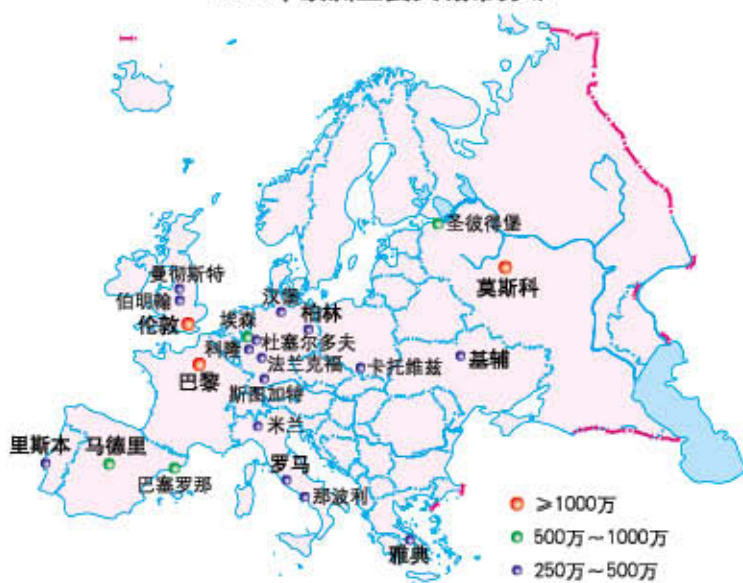 圣彼得堡
曼彻斯特
莫斯科
伯明翰
汉堡
柏林
伦敦
埃森
杜塞尔多夫
科隆
法兰克福
卡托维兹
基辅
巴黎
斯图加特
米兰
里斯本
马德里
巴塞罗那
罗马
那波利
雅典
≥1000万
500万～1000万
250万～500万